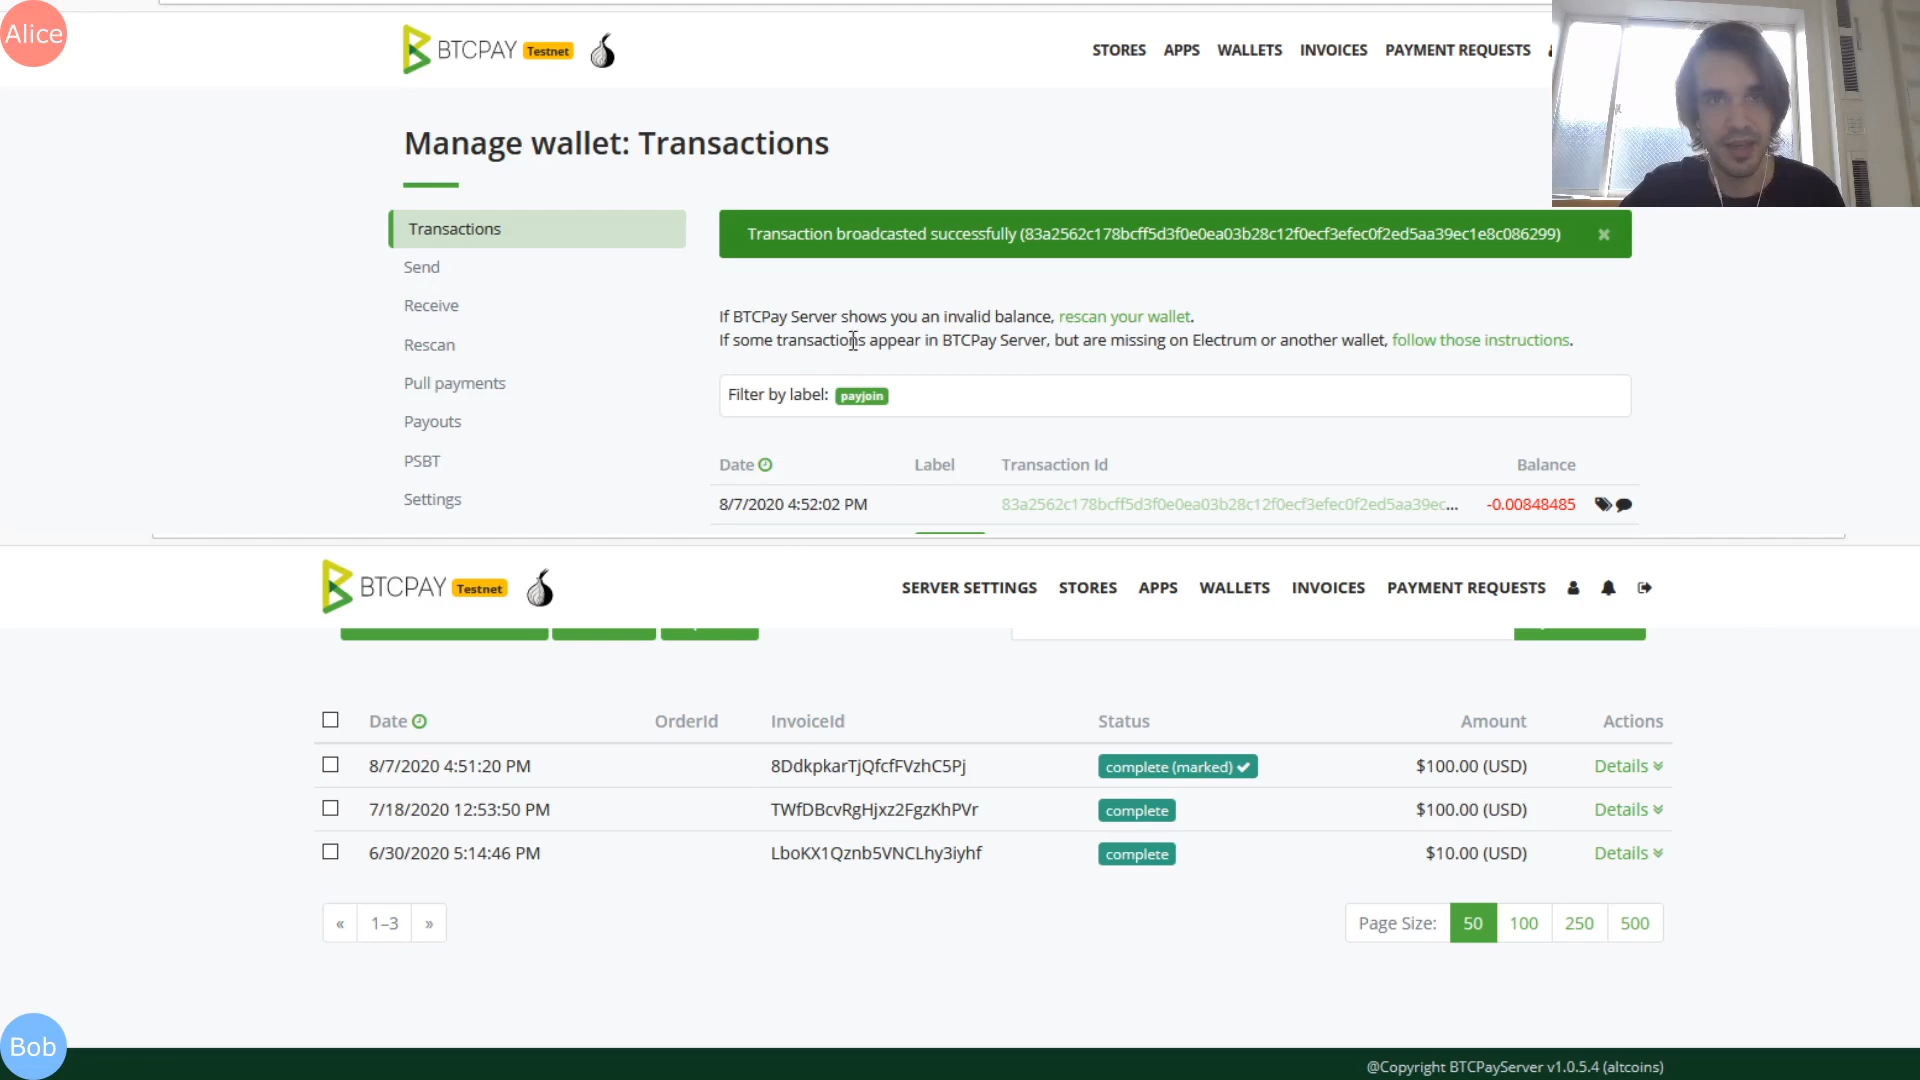 Alice
BTCPAY Testnet
STORES APPS WALLETS INVOICES PAYMENT REQUESTS
Manage wallet: Transactions
Transactions
Send
Receive
Rescan
Pull payments
Payouts
PSBT
Settings
Transaction broadcasted successfully (83a2562c178bcff5d3f0e0ea03b28c12f0ecf3efec0f2ed5aa39ec1e8c086299) ×
If BTCPay Server shows you an invalid balance, rescan your wallet.
If some transactions appear in BTCPay Server, but are missing on Electrum or another wallet, follow those instructions.
Filter by label: payjoin
Date Label Transaction Id Balance
8/7/2020 4:52:02 PM 83a2562c178bcff5d3f0e0ea03b28c12f0ecf3efec0f2ed5aa39ec... -0.00848485
BTCPAY Testnet
SERVER SETTINGS STORES APPS WALLETS INVOICES PAYMENT REQUESTS
Date OrderId InvoiceId Status Amount Actions
8/7/2020 4:51:20 PM 8DdkpkarTjQfcfFVzhC5Pj complete (marked) $100.00 (USD) Details
7/18/2020 12:53:50 PM TWfDBcvRgHjxz2FgzKhPVr complete $100.00 (USD) Details
6/30/2020 5:14:46 PM LboKX1Qznb5VNCLhy3iyhf complete $10.00 (USD) Details
« 1–3 »
Page Size: 50 100 250 500
Bob
@Copyright BTCPayServer v1.0.5.4 (altcoins)